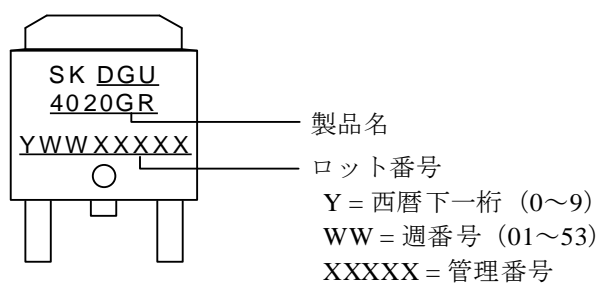 SK DGU
4020GR
YWWXXXXX
製品名
ロット番号
Y = 西暦下一桁（0～9）
WW = 週番号（01～53）
XXXXX = 管理番号